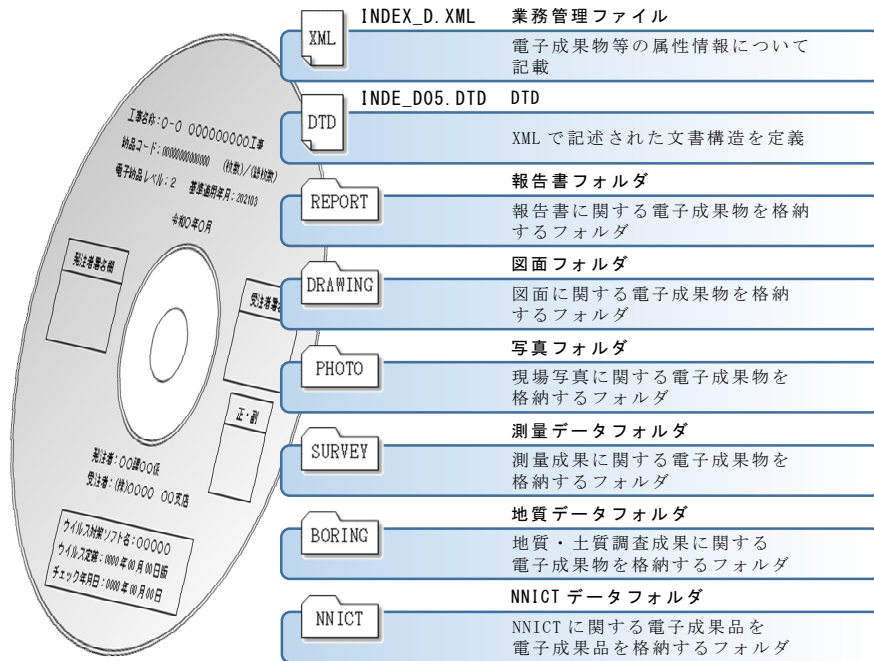 工事名称:○-○ ○○○○○○○○○工事
納品コード:0000000000000 (枚数)/(総枚数)
電子納品レベル:2 基準適用年月:202103
令和○年○月
発注者署名欄
受注者署名
正・副
発注者:○○課○○係
受注者:(株)○○○○ ○○支店
ウイルス対策ソフト名:○○○○○
ウイルス定義:0000年00月00日版
チェック年月日:0000年00月00日
XML
INDEX_D.XML 業務管理ファイル
電子成果物等の属性情報について
記載
DTD
INDE_D05.DTD DTD
XMLで記述された文書構造を定義
REPORT
報告書フォルダ
報告書に関する電子成果物を格納
するフォルダ
DRAWING
図面フォルダ
図面に関する電子成果物を格納
するフォルダ
PHOTO
写真フォルダ
現場写真に関する電子成果物を
格納するフォルダ
SURVEY
測量データフォルダ
測量成果に関する電子成果物を
格納するフォルダ
BORING
地質データフォルダ
地質・土質調査成果に関する
電子成果物を格納するフォルダ
NNICT
NNICTデータフォルダ
NNICTに関する電子成果品を
電子成果品を格納するフォルダ